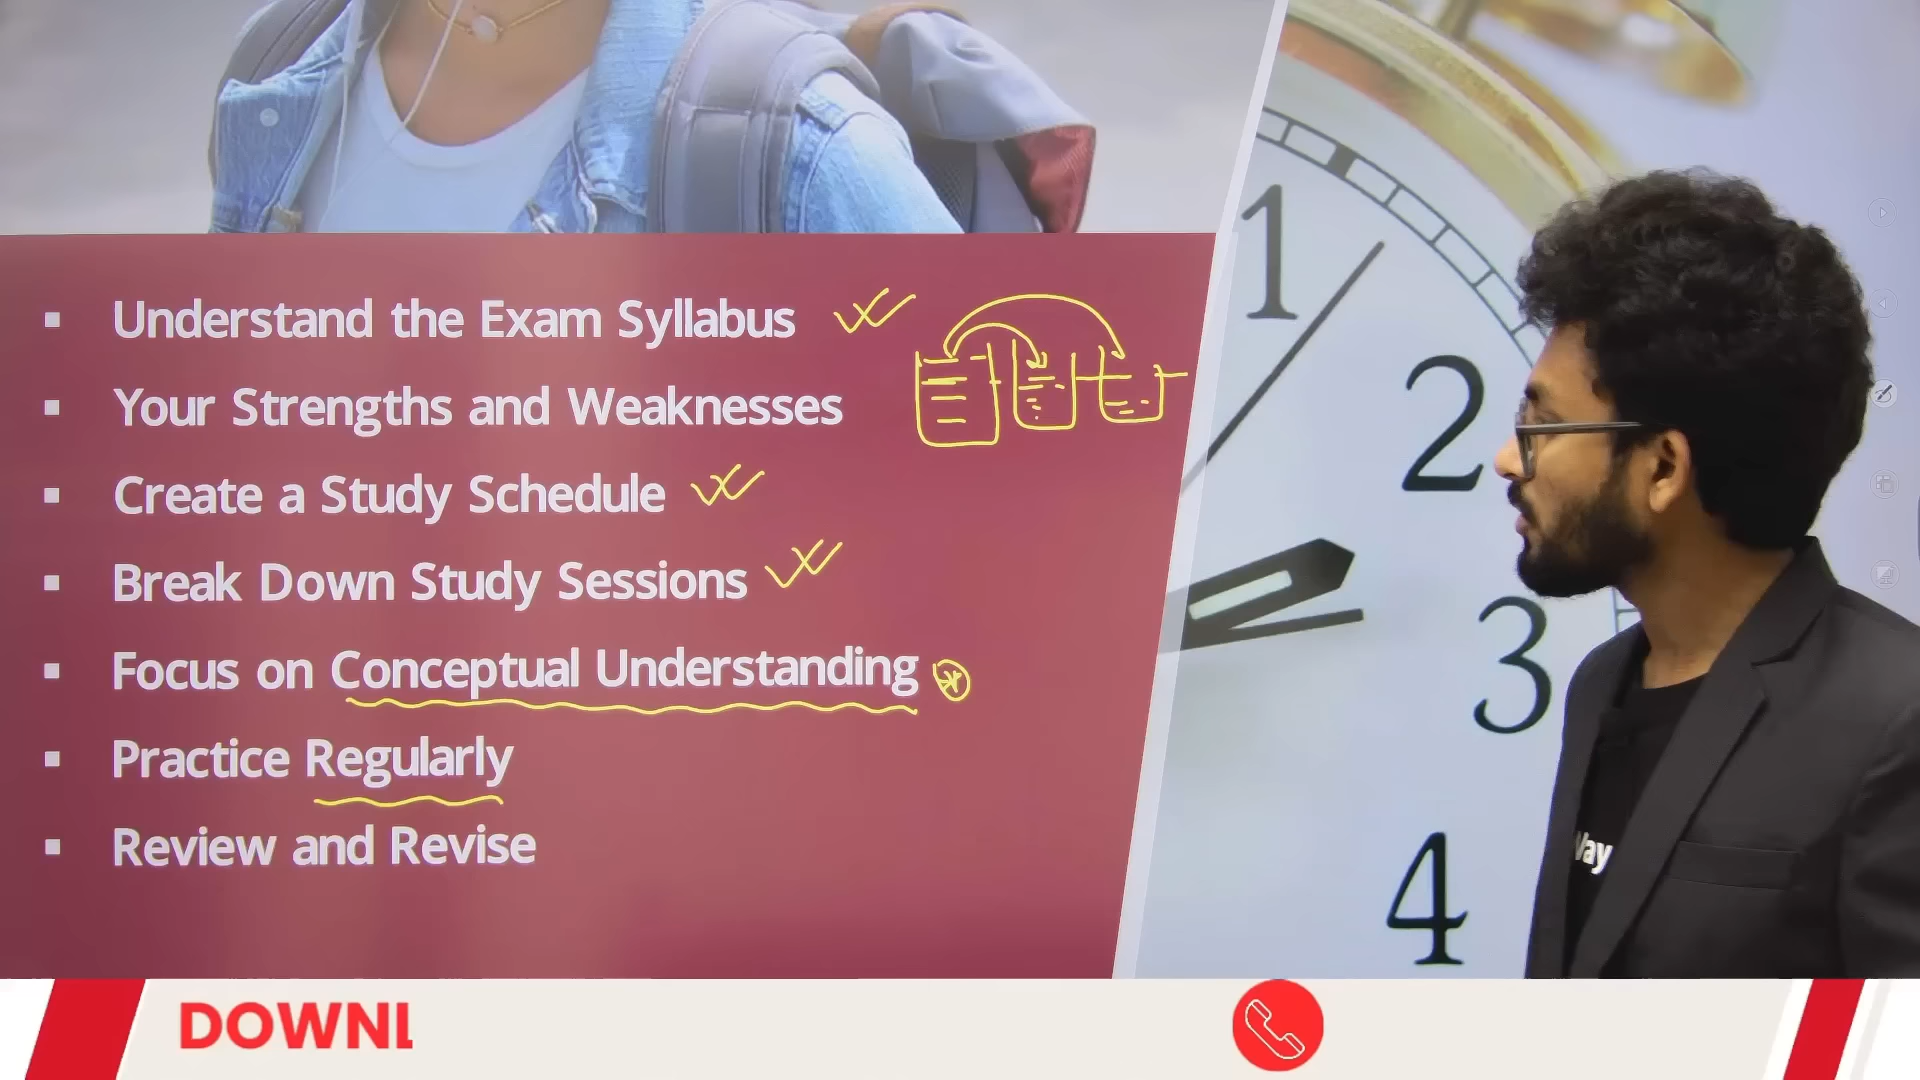 Understand the Exam Syllabus
Your Strengths and Weaknesses
Create a Study Schedule
Break Down Study Sessions
Focus on Conceptual Understanding
Practice Regularly
Review and Revise
1
2
3
4
Way
DOWNL